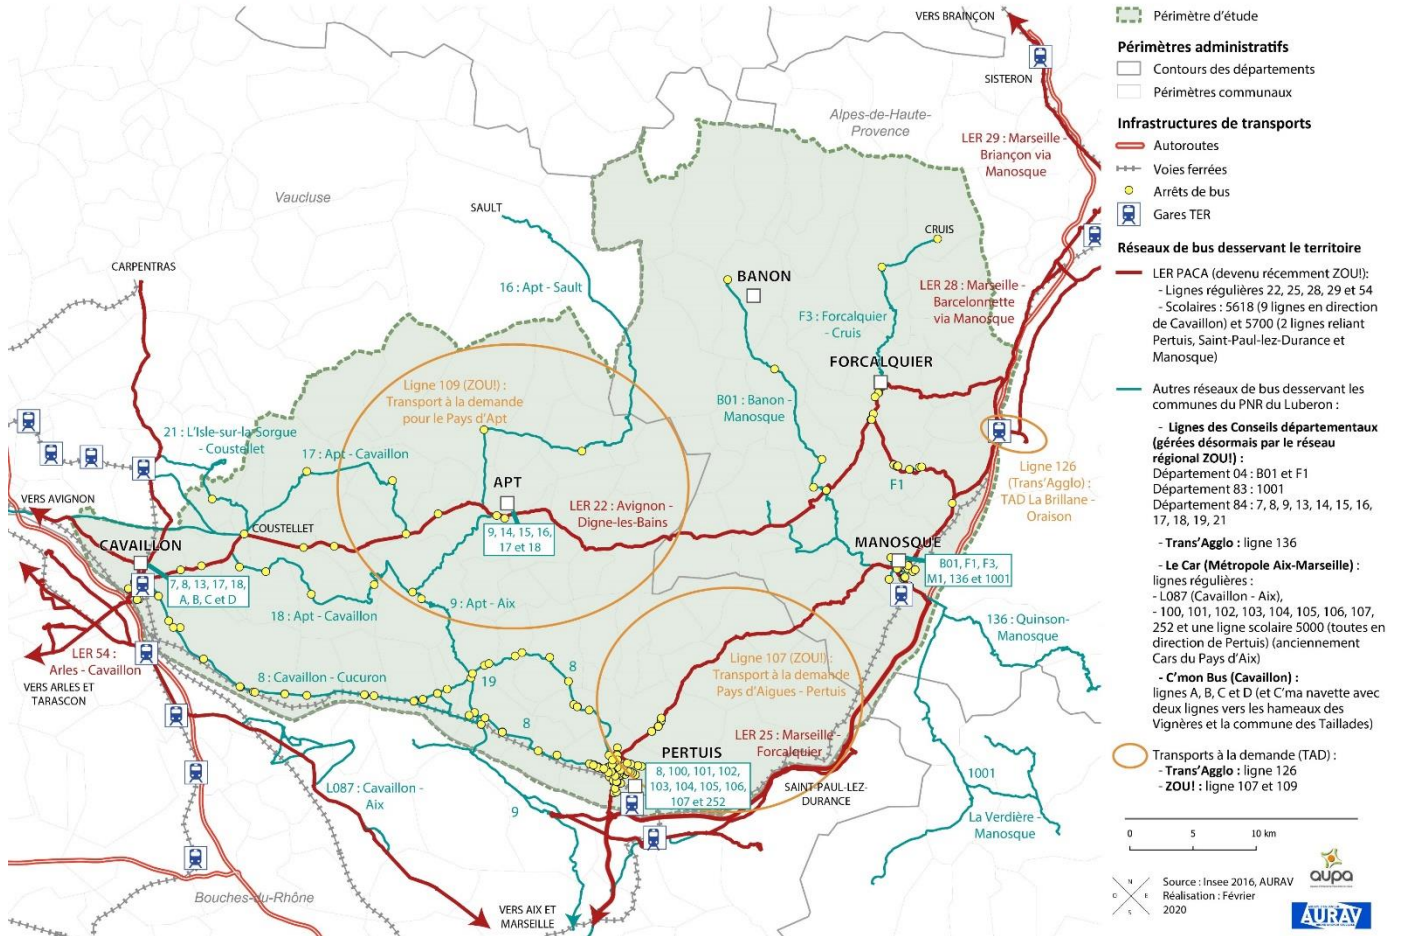 VERS BRAINÇON
SISTERON
Alpes-de-Haute-
Provence
LER 29 : Marseille -
Briançon via
Manosque
Vaucluse
SAULT
CARPENTRAS
CRUIS
BANON
16 : Apt - Sault
LER 28 : Marseille -
Barcelonnette
via Manosque
F3 : Forcalquier
- Cruis
FORCALQUIER
Ligne 109 (ZOU!) :
Transport à la demande
pour le Pays d'Apt
B01 : Banon -
Manosque
21 : L'Isle-sur-la Sorgue
- Coustellet
17 : Apt - Cavaillon
Ligne 126
(Trans'Agglo) :
TAD La Brillane -
Oraison
F1
APT
VERS AVIGNON
LER 22 : Avignon -
Digne-les-Bains
COUSTELLET
9, 14, 15, 16,
17 et 18
CAVAILLON
MANOSQUE
7, 8, 13, 17, 18,
A, B, C et D
B01, F1, F3,
M1, 136 et 1001
9 : Apt - Aix
18 : Apt - Cavaillon
136 : Quinson-
Manosque
LER 54 :
Arles - Cavaillon
Ligne 107 (ZOU!) :
Transport à la demande
Pays d'Aigues - Pertuis
8
19
8 : Cavaillon - Cucuron
VERS ARLES ET
TARASCON
8
LER 25 : Marseille -
Forcalquier
PERTUIS
8, 100, 101, 102,
103, 104, 105, 106,
107 et 252
SAINT-PAUL-LEZ-
DURANCE
1001
L087 : Cavaillon -
Aix
9
La Verdière -
Manosque
Bouches-du-Rhône
VERS AIX ET
MARSEILLE
Périmètre d'étude
Périmètres administratifs
Contours des départements
Périmètres communaux
Infrastructures de transports
Autoroutes
Voies ferrées
Arrêts de bus
Gares TER
Réseaux de bus desservant le territoire
LER PACA (devenu récemment ZOU!):
- Lignes régulières 22, 25, 28, 29 et 54
- Scolaires : 5618 (9 lignes en direction
de Cavaillon) et 5700 (2 lignes reliant
Pertuis, Saint-Paul-lez-Durance et
Manosque)
Autres réseaux de bus desservant les
communes du PNR du Luberon :
- Lignes des Conseils départementaux
(gérées désormais par le réseau
régional ZOU!) :
Département 04 : B01 et F1
Département 83 : 1001
Département 84 : 7, 8, 9, 13, 14, 15, 16,
17, 18, 19, 21
- Trans'Agglo : ligne 136
- Le Car (Métropole Aix-Marseille) :
lignes régulières :
- L087 (Cavaillon - Aix),
- 100, 101, 102, 103, 104, 105, 106, 107,
252 et une ligne scolaire 5000 (toutes en
direction de Pertuis) (anciennement
Cars du Pays d'Aix)
- C'mon Bus (Cavaillon) :
lignes A, B, C et D (et C'ma navette avec
deux lignes vers les hameaux des
Vignères et la commune des Taillades)
Transports à la demande (TAD) :
- Trans'Agglo : ligne 126
- ZOU! : ligne 107 et 109
0 5 10 km
N
O E
S
Source : Insee 2016, AURAV
Réalisation : Février
2020
aupa
AURAV